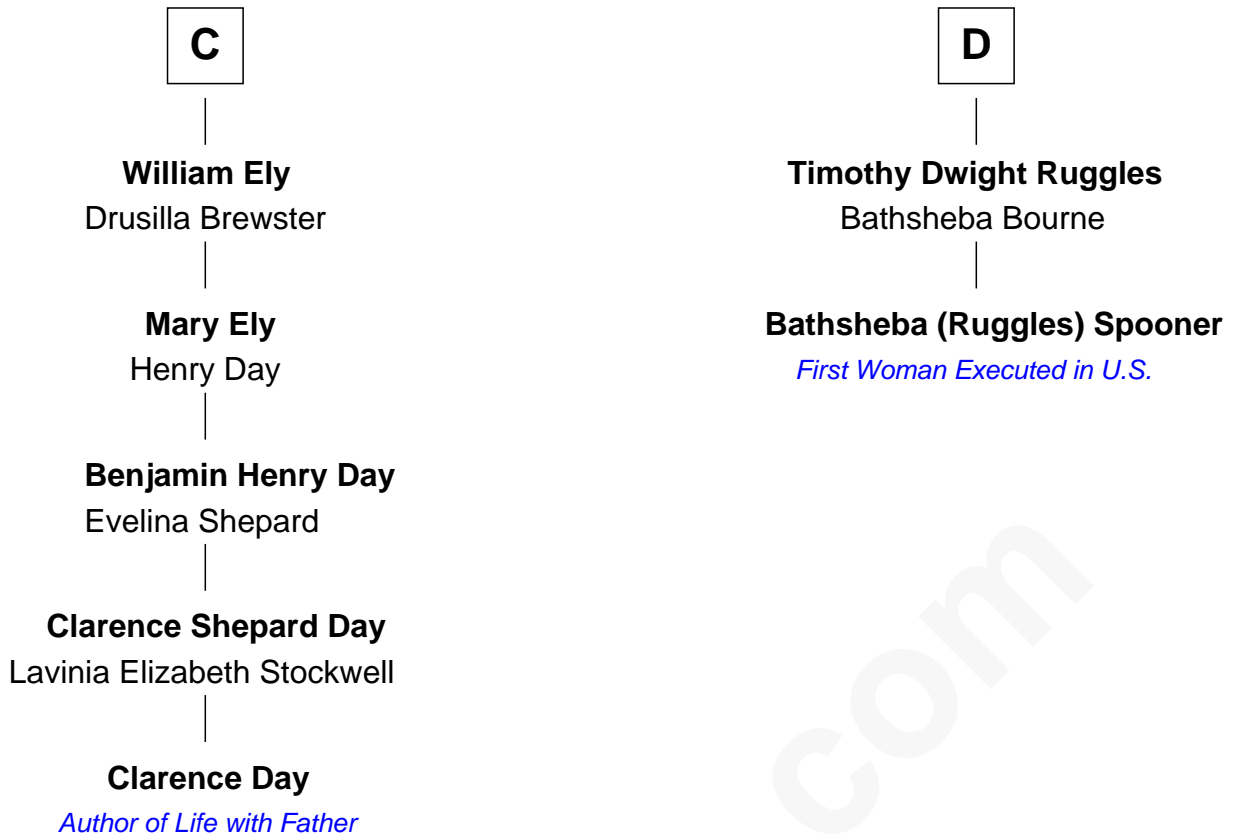 C
William Ely
Drusilla Brewster
Mary Ely
Henry Day
Benjamin Henry Day
Evelina Shepard
Clarence Shepard Day
Lavinia Elizabeth Stockwell
Clarence Day
Author of Life with Father
D
Timothy Dwight Ruggles
Bathsheba Bourne
Bathsheba (Ruggles) Spooner
First Woman Executed in U.S.
com